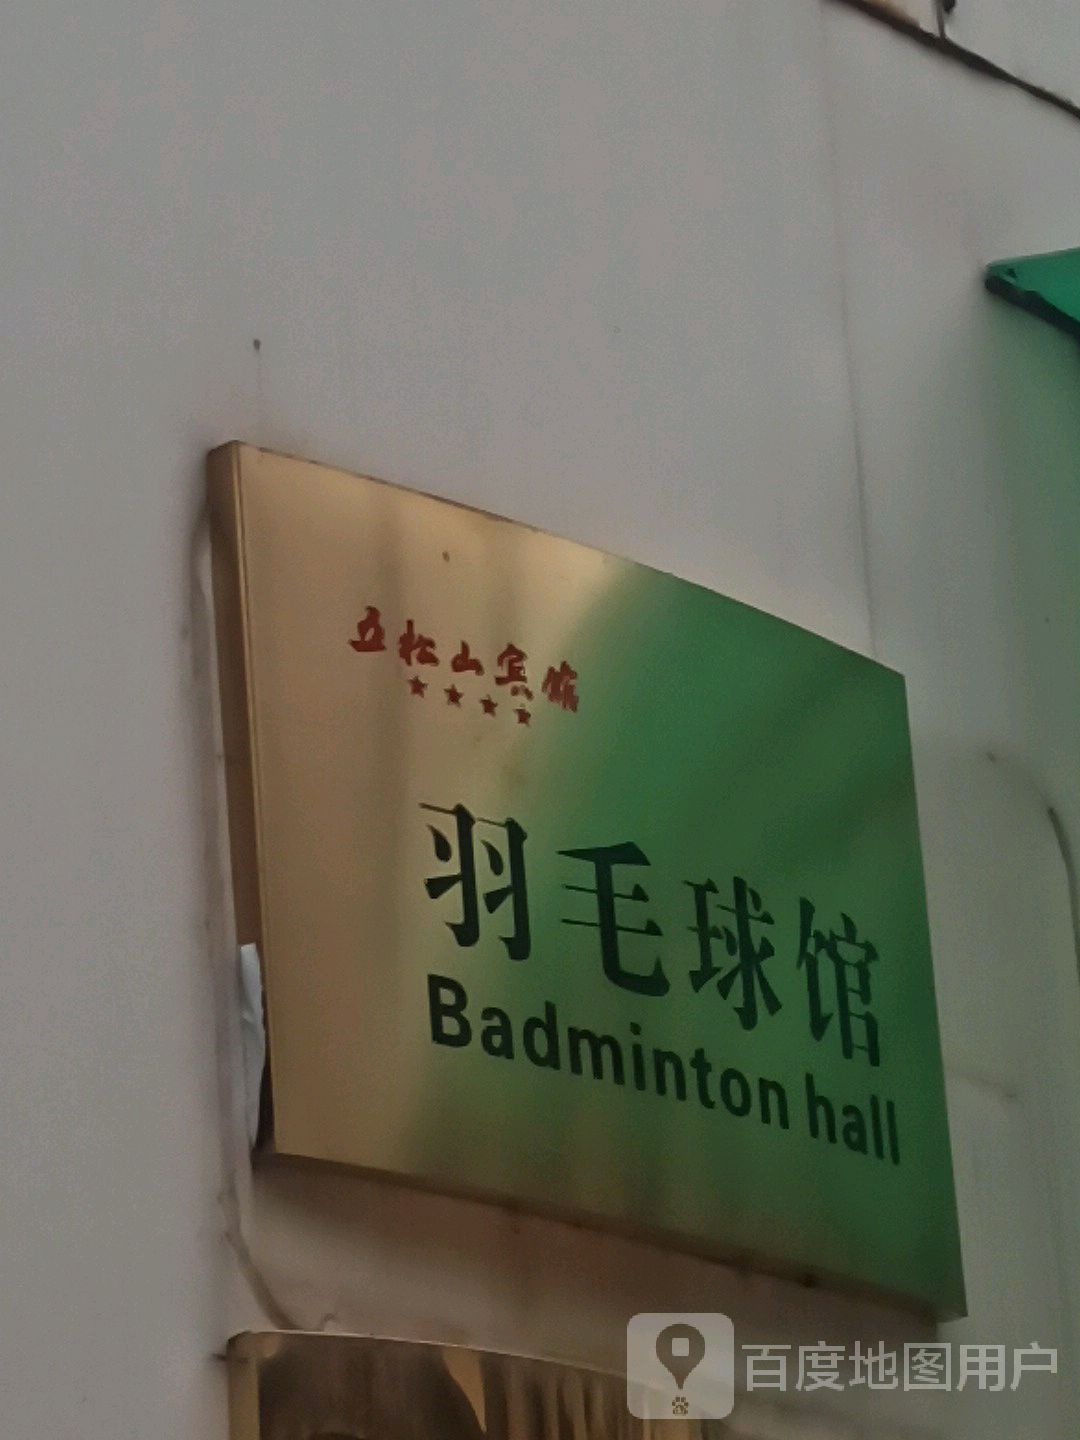 五松山宾馆
★★★★
羽毛球馆
Badminton hall
百度地图用户